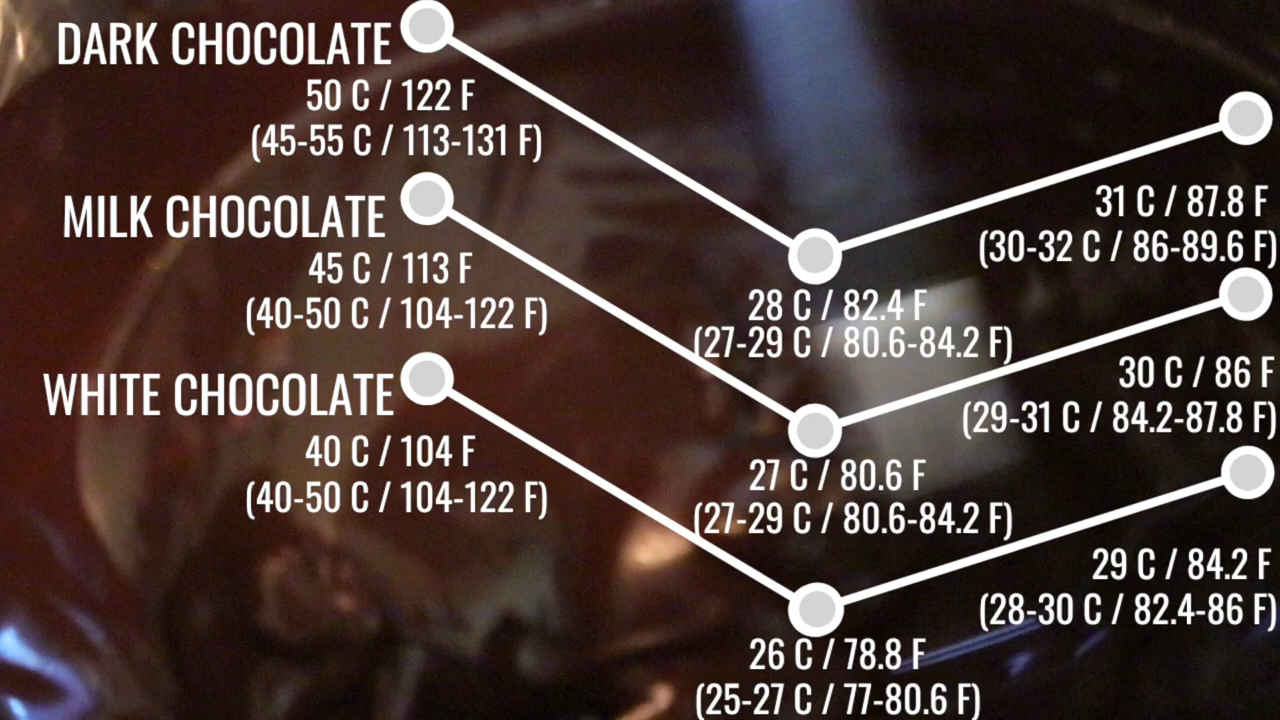 DARK CHOCOLATE
50 C / 122 F
(45-55 C / 113-131 F)
28 C / 82.4 F
(27-29 C / 80.6-84.2 F)
31 C / 87.8 F
(30-32 C / 86-89.6 F)
MILK CHOCOLATE
45 C / 113 F
(40-50 C / 104-122 F)
27 C / 80.6 F
(27-29 C / 80.6-84.2 F)
30 C / 86 F
(29-31 C / 84.2-87.8 F)
WHITE CHOCOLATE
40 C / 104 F
(40-50 C / 104-122 F)
26 C / 78.8 F
(25-27 C / 77-80.6 F)
29 C / 84.2 F
(28-30 C / 82.4-86 F)